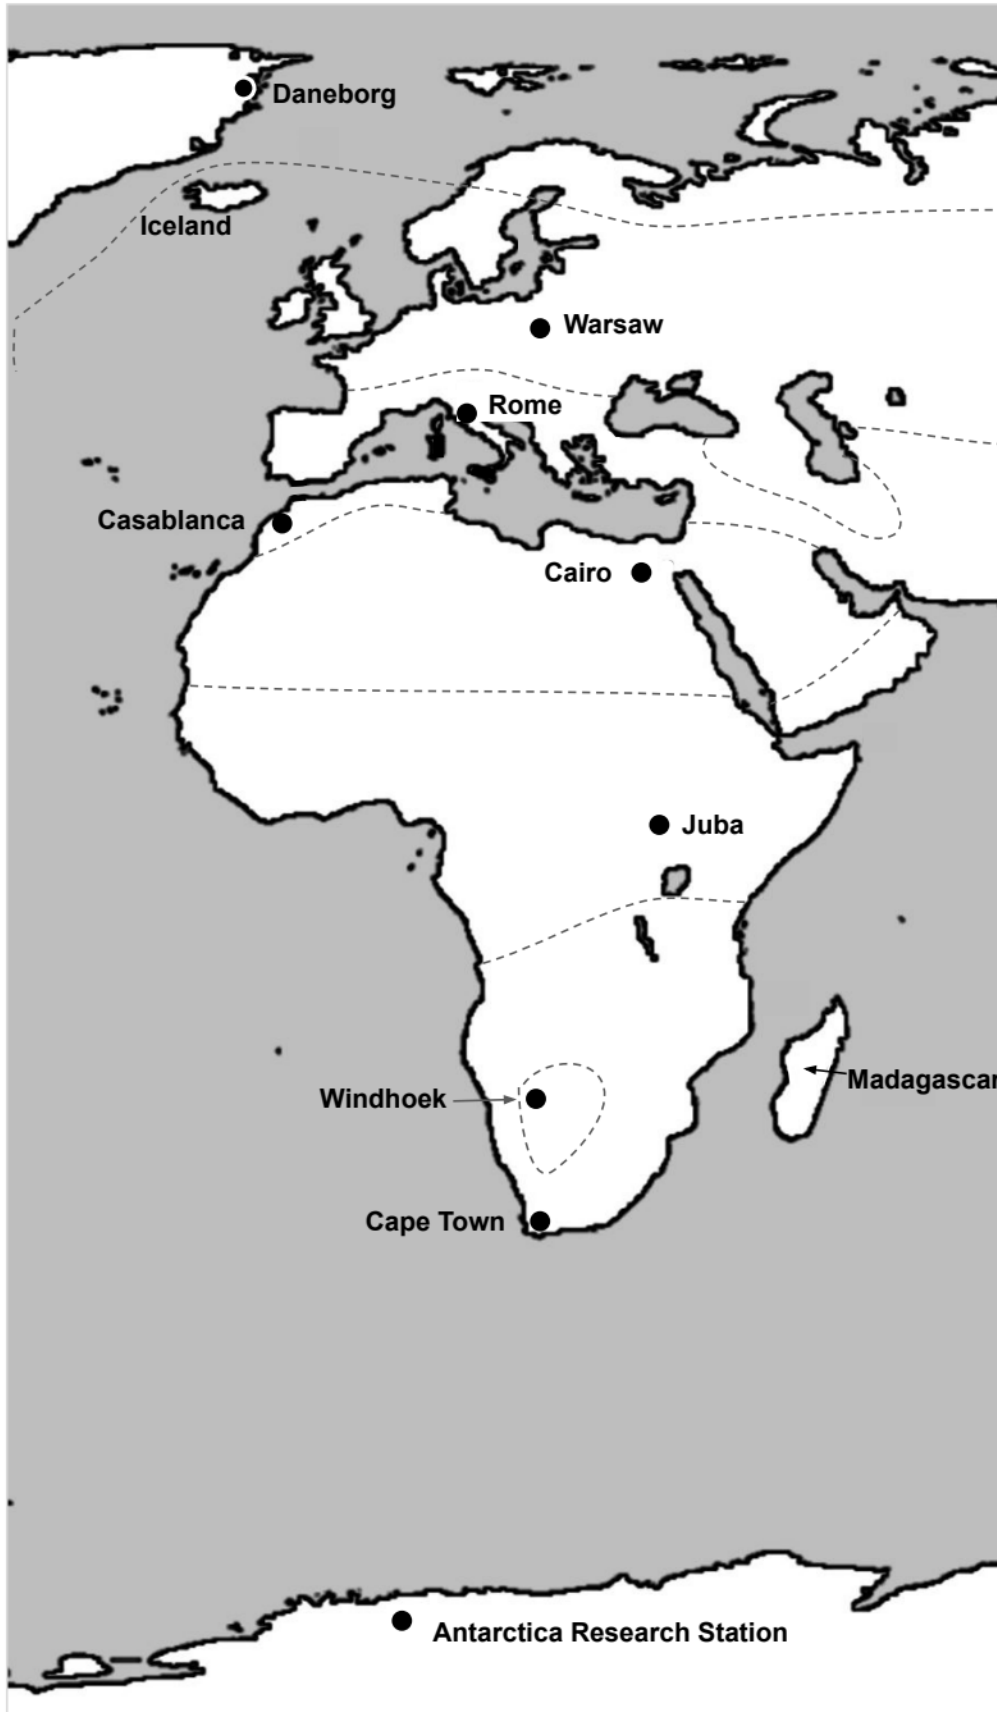 Daneborg
Iceland
Warsaw
Rome
Casablanca
Cairo
Juba
Madagascar
Windhoek
Cape Town
Antarctica Research Station